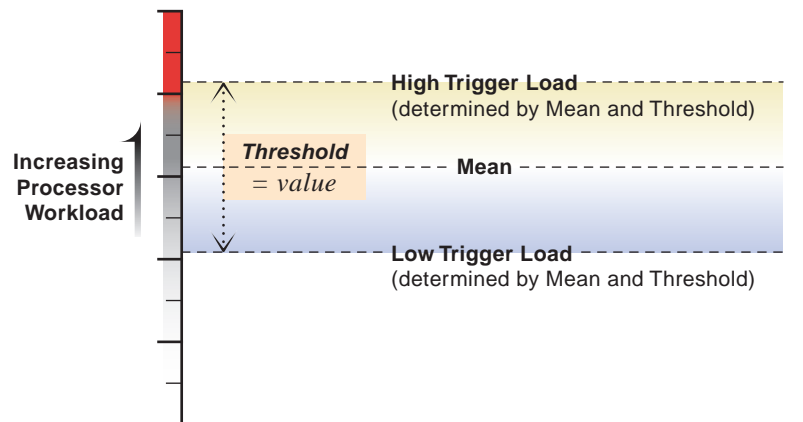 High Trigger Load
(determined by Mean and Threshold)
Threshold
= value
Mean
Increasing
Processor
Workload
Low Trigger Load
(determined by Mean and Threshold)